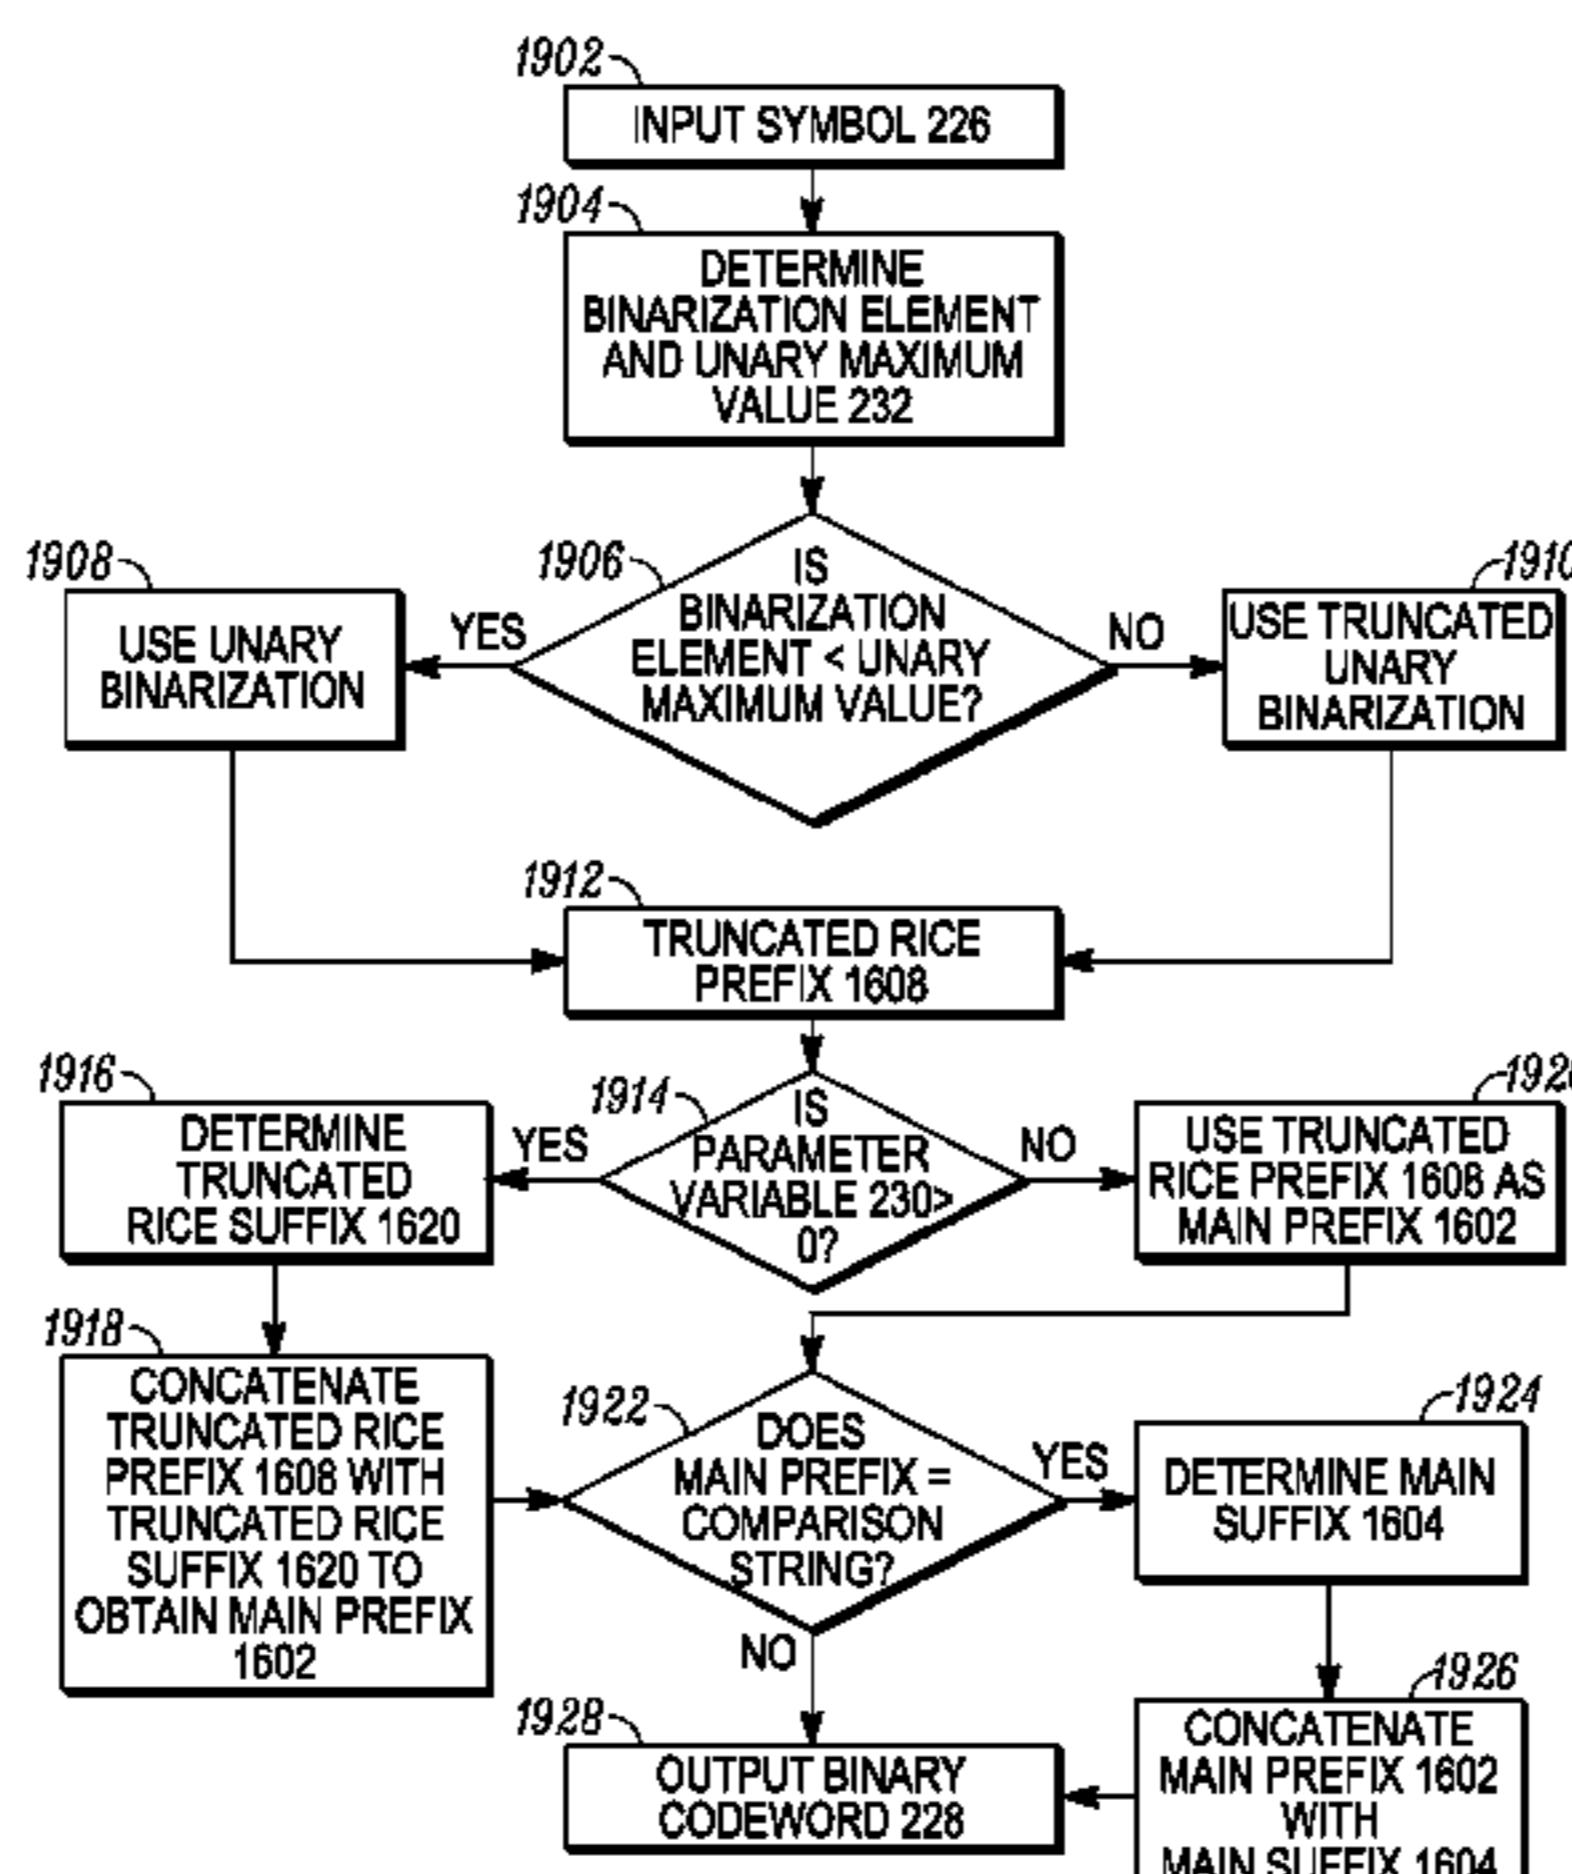 1902
INPUT SYMBOL 226
1904
DETERMINE
BINARIZATION ELEMENT
AND UNARY MAXIMUM
VALUE 232
1906
IS
BINARIZATION
ELEMENT < UNARY
MAXIMUM VALUE?
YES
NO
1908
USE UNARY
BINARIZATION
1910
USE TRUNCATED
UNARY
BINARIZATION
1912
TRUNCATED RICE
PREFIX 1608
1914
IS
PARAMETER
VARIABLE 230>
0?
YES
NO
1916
DETERMINE
TRUNCATED
RICE SUFFIX 1620
1920
USE TRUNCATED
RICE PREFIX 1608 AS
MAIN PREFIX 1602
1918
CONCATENATE
TRUNCATED RICE
PREFIX 1608 WITH
TRUNCATED RICE
SUFFIX 1620 TO
OBTAIN MAIN PREFIX
1602
1922
DOES
MAIN PREFIX =
COMPARISON
STRING?
YES
NO
1924
DETERMINE MAIN
SUFFIX 1604
1926
CONCATENATE
MAIN PREFIX 1602
WITH
MAIN SUFFIX 1604
1928
OUTPUT BINARY
CODEWORD 228